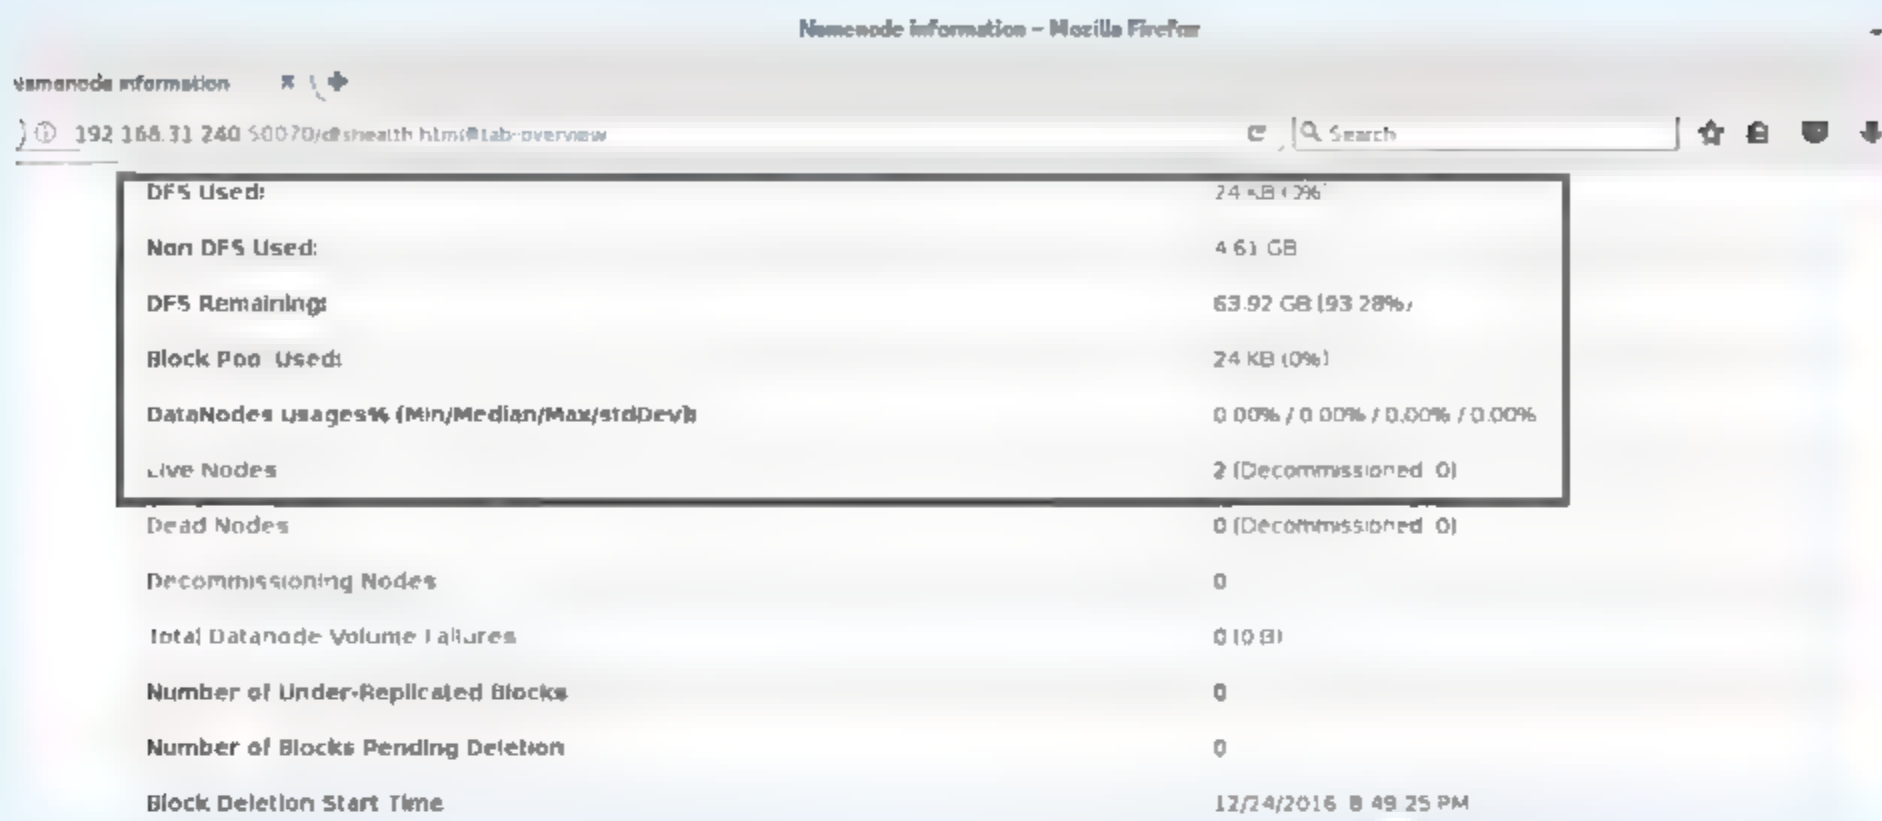 Namenode information - Mozilla Firefox
Namenode information
192.168.31.240:50070/dfshealth.html#tab-overview
Search
DFS Used: 24 KB (0%)
Non DFS Used: 4.61 GB
DFS Remaining: 63.92 GB (93.28%)
Block Pool Used: 24 KB (0%)
DataNodes usages% (Min/Median/Max/stdDev): 0.00% / 0.00% / 0.00% / 0.00%
Live Nodes 2 (Decommissioned: 0)
Dead Nodes 0 (Decommissioned: 0)
Decommissioning Nodes 0
Total Datanode Volume Failures 0 (0 B)
Number of Under-Replicated Blocks 0
Number of Blocks Pending Deletion 0
Block Deletion Start Time 12/24/2016 8:49:25 PM